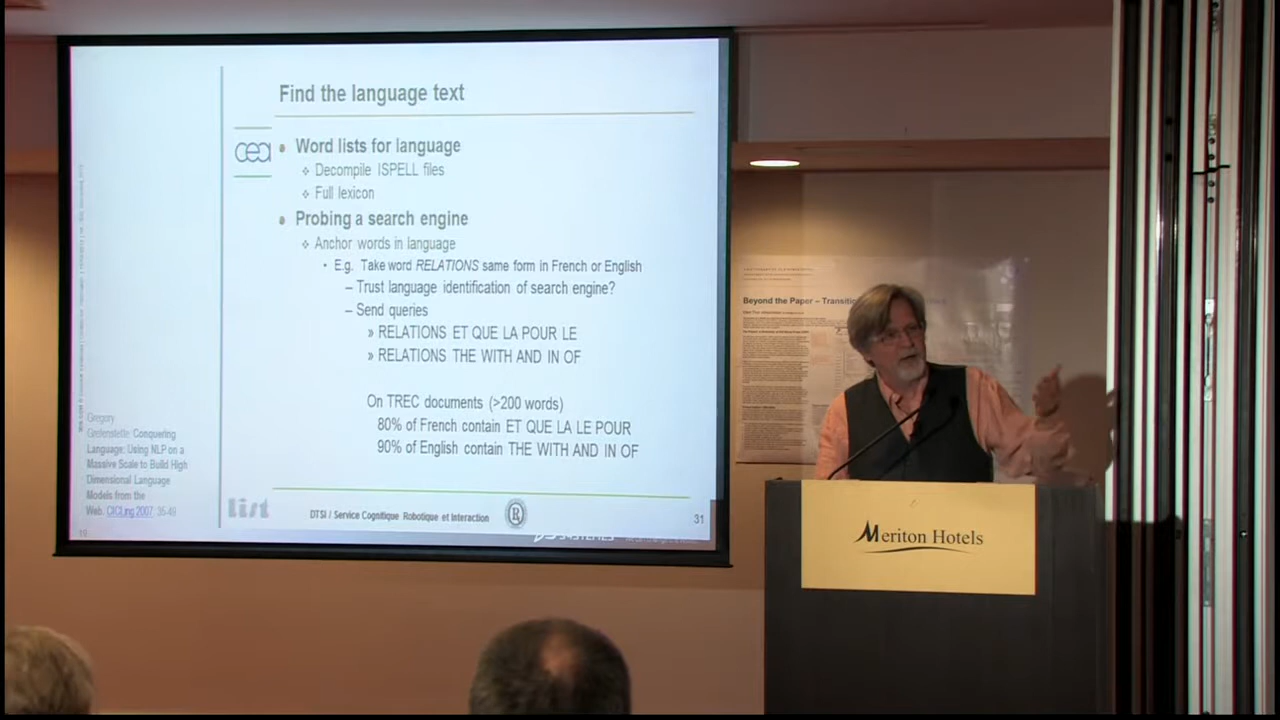 Find the language text
cea
• Word lists for language
❖ Decompile ISPELL files
❖ Full lexicon
• Probing a search engine
❖ Anchor words in language
• E.g. Take word RELATIONS same form in French or English
– Trust language identification of search engine?
– Send queries
» RELATIONS ET QUE LA POUR LE
» RELATIONS THE WITH AND IN OF
On TREC documents (>200 words)
80% of French contain ET QUE LA LE POUR
90% of English contain THE WITH AND IN OF
Gregory
Grefenstette: Conquering
Language: Using NLP on a
Massive Scale to Build High
Dimensional Language
Models from the
Web. CICLing 2007: 35-49
list
DTSI / Service Cognitique Robotique et Interaction
31
19
Beyond the Paper –
Meriton Hotels